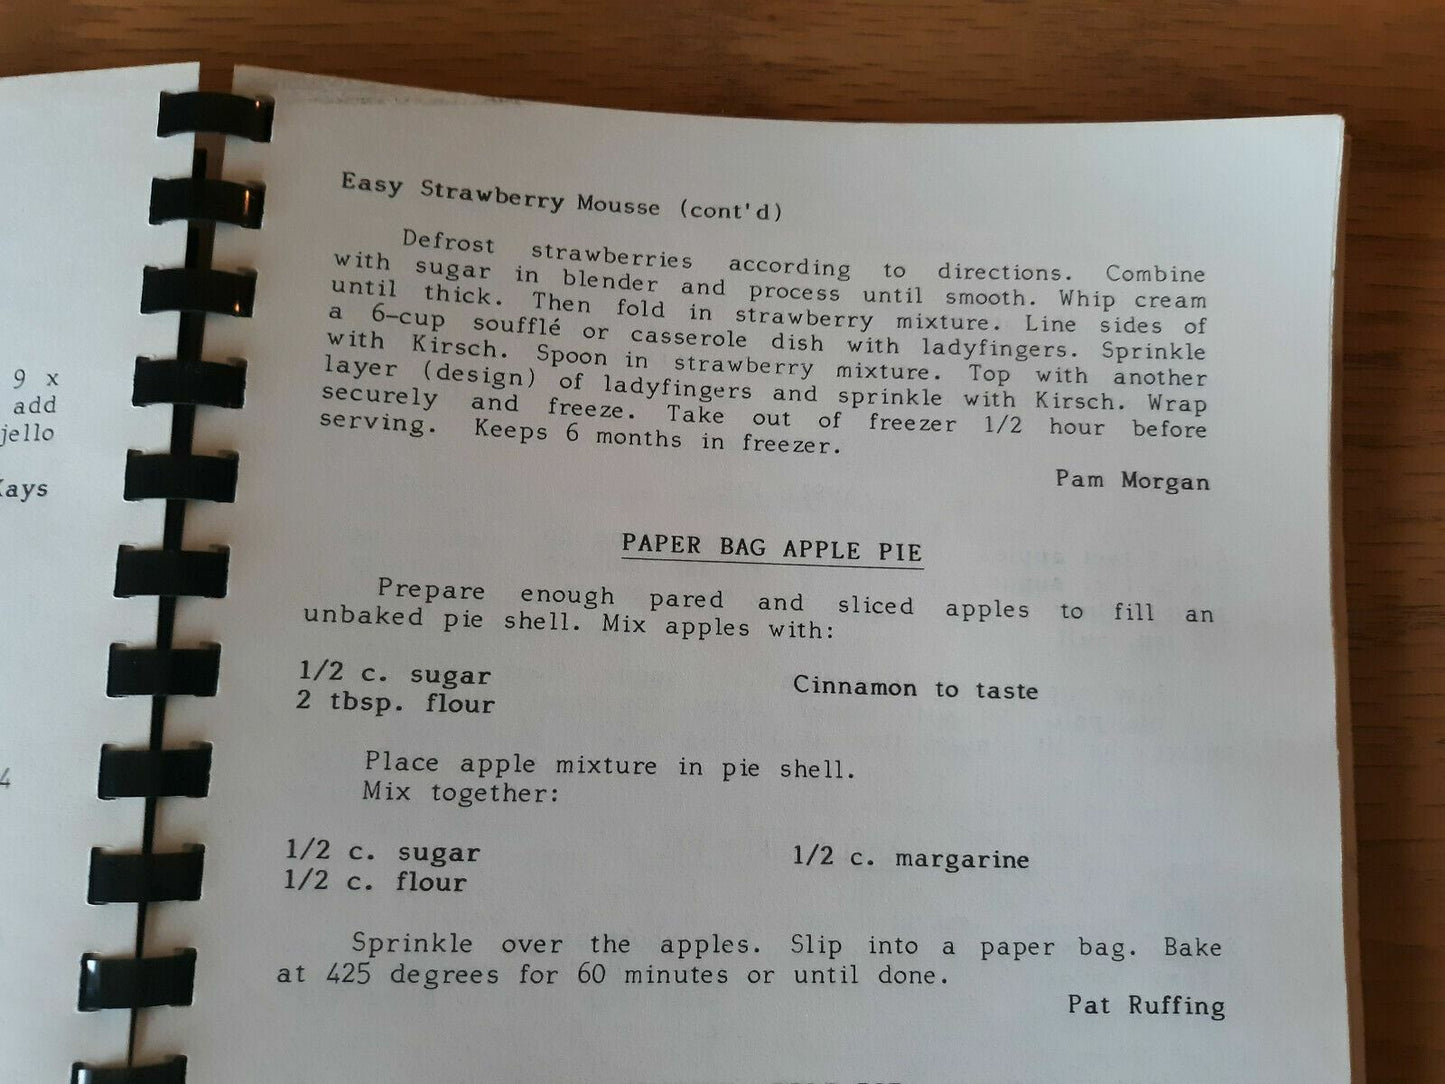 9 x
add
jello
Kays
4
Easy Strawberry Mousse (cont'd)
Defrost strawberries according to directions. Combine
with sugar in blender and process until smooth. Whip cream
until thick. Then fold in strawberry mixture. Line sides of
a 6-cup soufflé or casserole dish with ladyfingers. Sprinkle
with Kirsch. Spoon in strawberry mixture. Top with another
layer (design) of ladyfingers and sprinkle with Kirsch. Wrap
securely and freeze. Take out of freezer 1/2 hour before
serving. Keeps 6 months in freezer.
Pam Morgan
PAPER BAG APPLE PIE
Prepare enough pared and sliced apples to fill an
unbaked pie shell. Mix apples with:
1/2 c. sugar
Cinnamon to taste
2 tbsp. flour
Place apple mixture in pie shell.
Mix together:
1/2 c. sugar
1/2 c. margarine
1/2 c. flour
Sprinkle over the apples. Slip into a paper bag. Bake
at 425 degrees for 60 minutes or until done.
Pat Ruffing